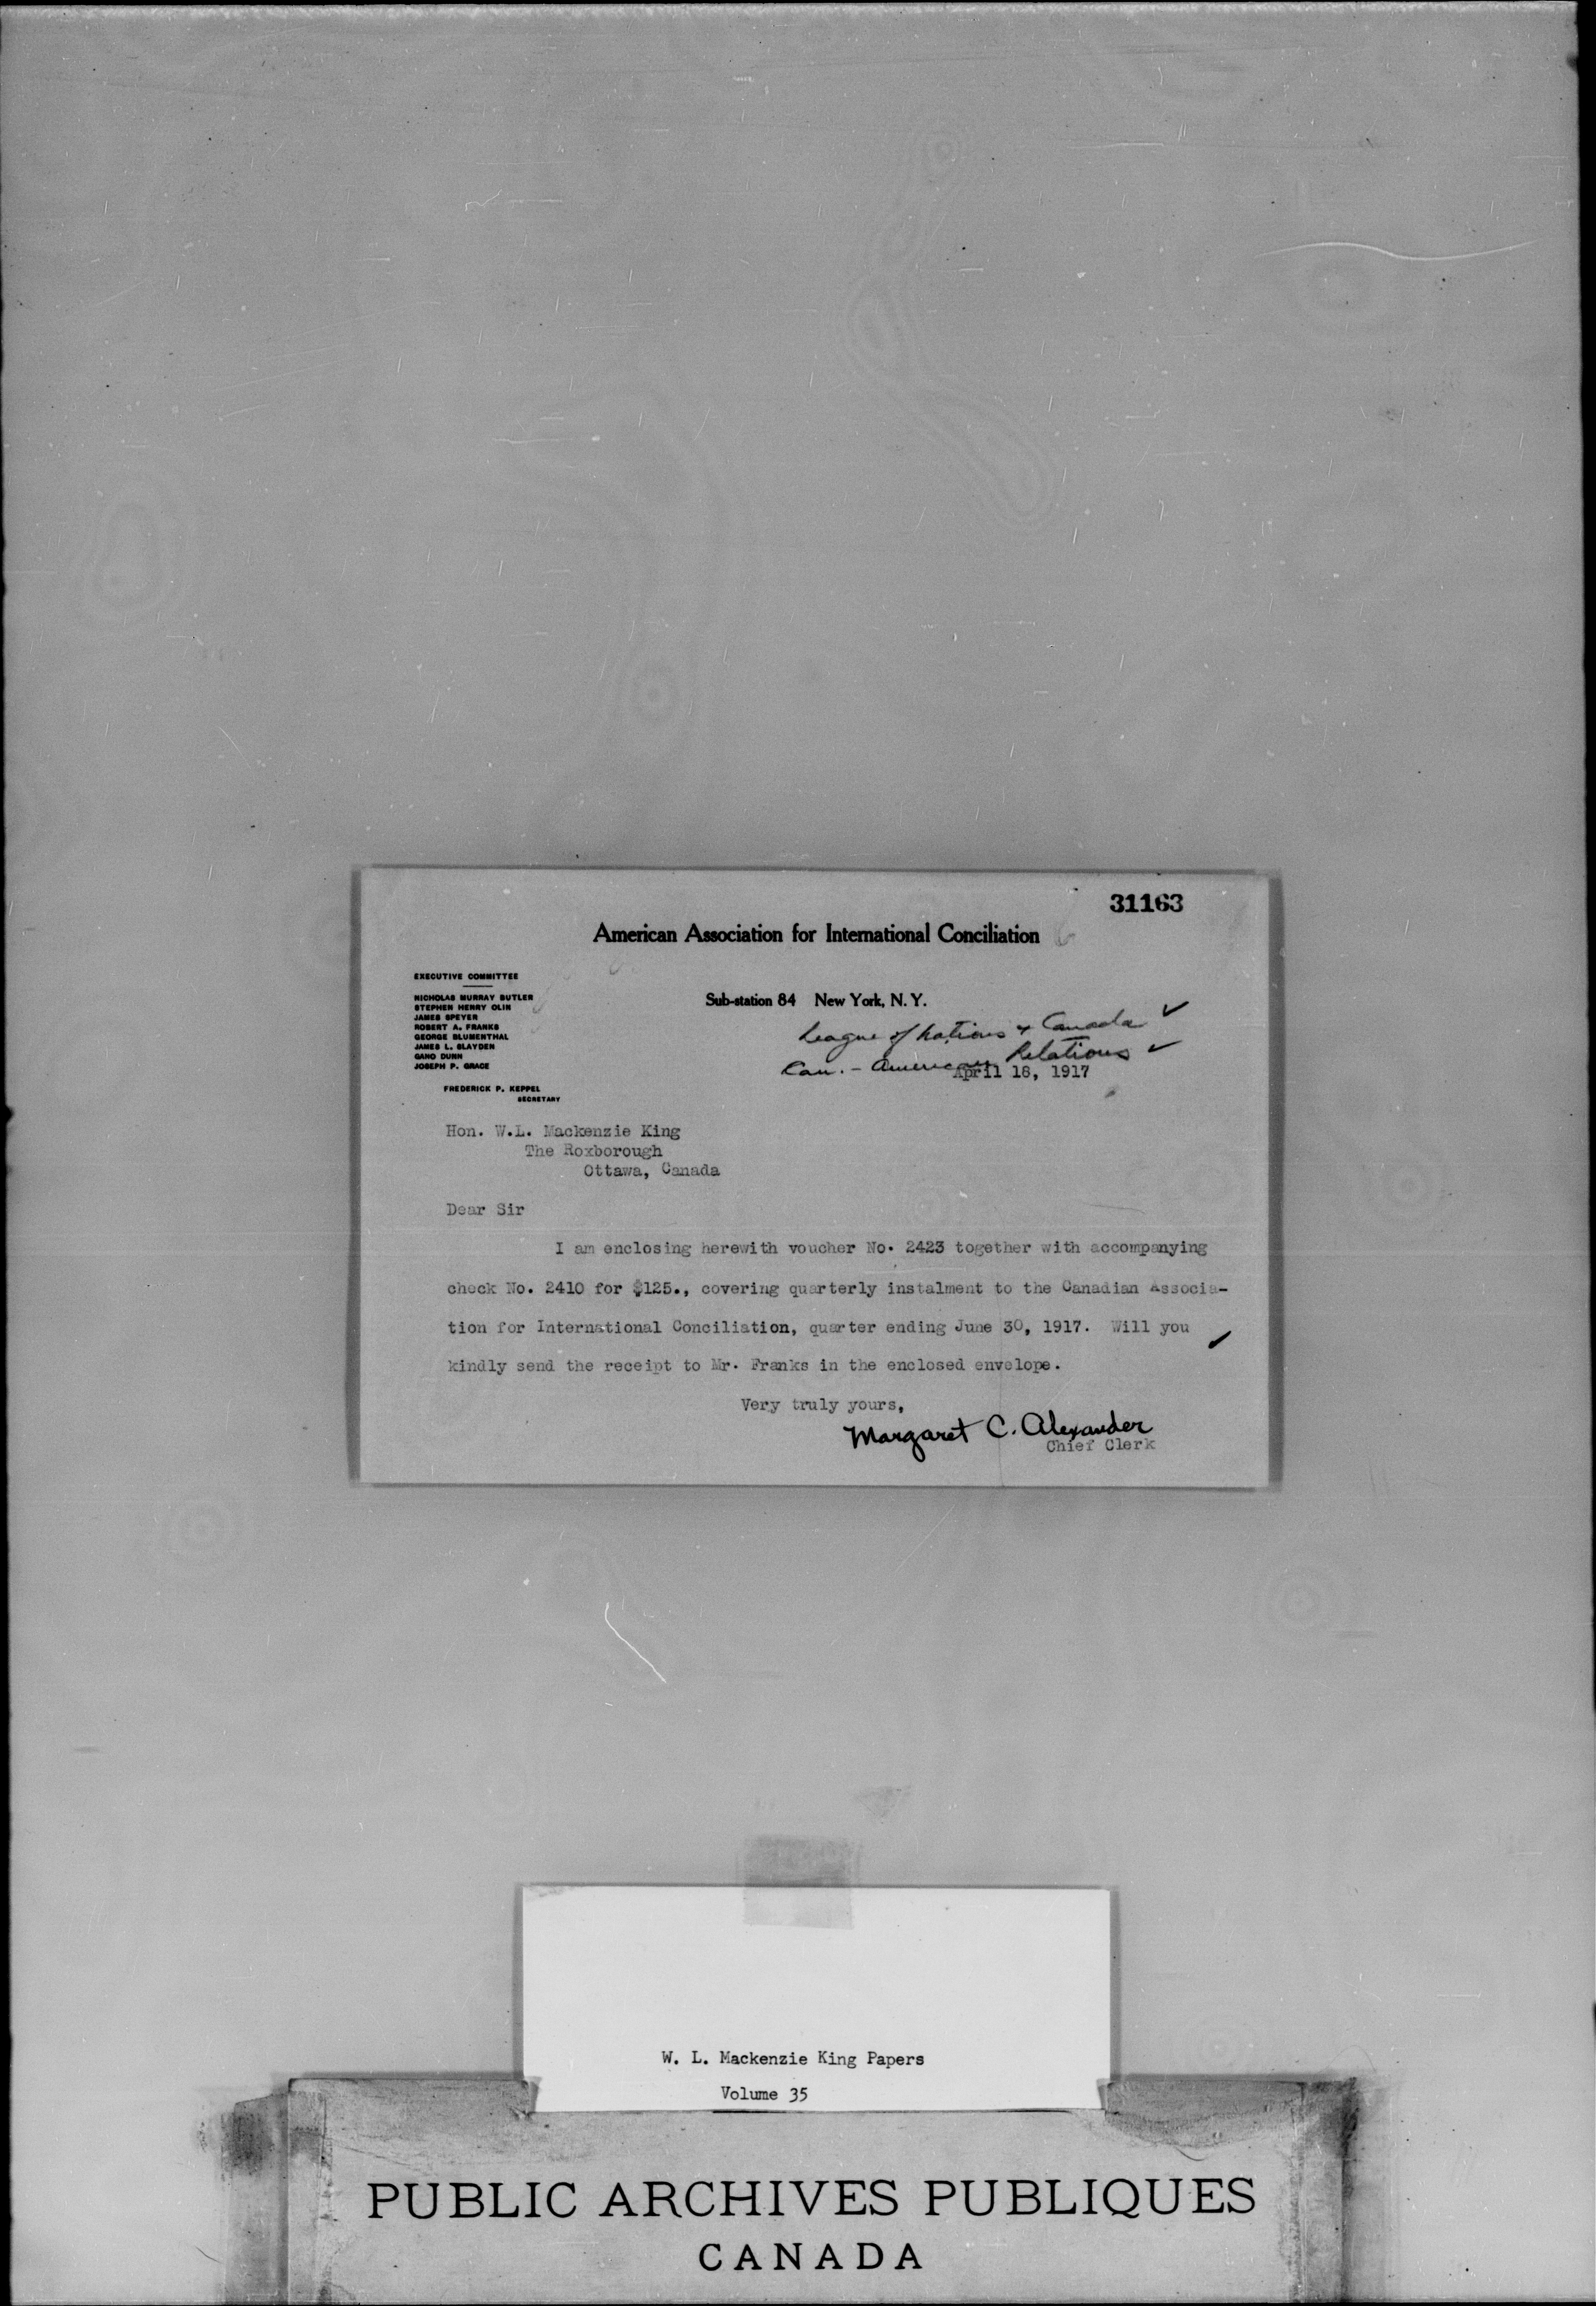 31163
American Association for International Conciliation
EXECUTIVE COMMITTEE
NICHOLAS MURRAY BUTLER
STEPHEN HENRY OLIN
JAMES SPEYER
ROBERT A. FRANKS
GEORGE BLUMENTHAL
JAMES L. SLAYDEN
GANO DUNN
JOSEPH P. GRACE
FREDERICK P. KEPPEL
SECRETARY
Sub-station 84 New York, N. Y.
League of Nations & Canada ✓
Can. - American Relations ✓
April 18, 1917
Hon. W.L. Mackenzie King
The Roxborough
Ottawa, Canada
Dear Sir
I am enclosing herewith voucher No. 2423 together with accompanying
check No. 2410 for $125., covering quarterly instalment to the Canadian Associa-
tion for International Conciliation, quarter ending June 30, 1917. Will you
kindly send the receipt to Mr. Franks in the enclosed envelope.
Very truly yours,
Margaret C. Alexander
Chief Clerk
W. L. Mackenzie King Papers
Volume 35
PUBLIC ARCHIVES PUBLIQUES
CANADA